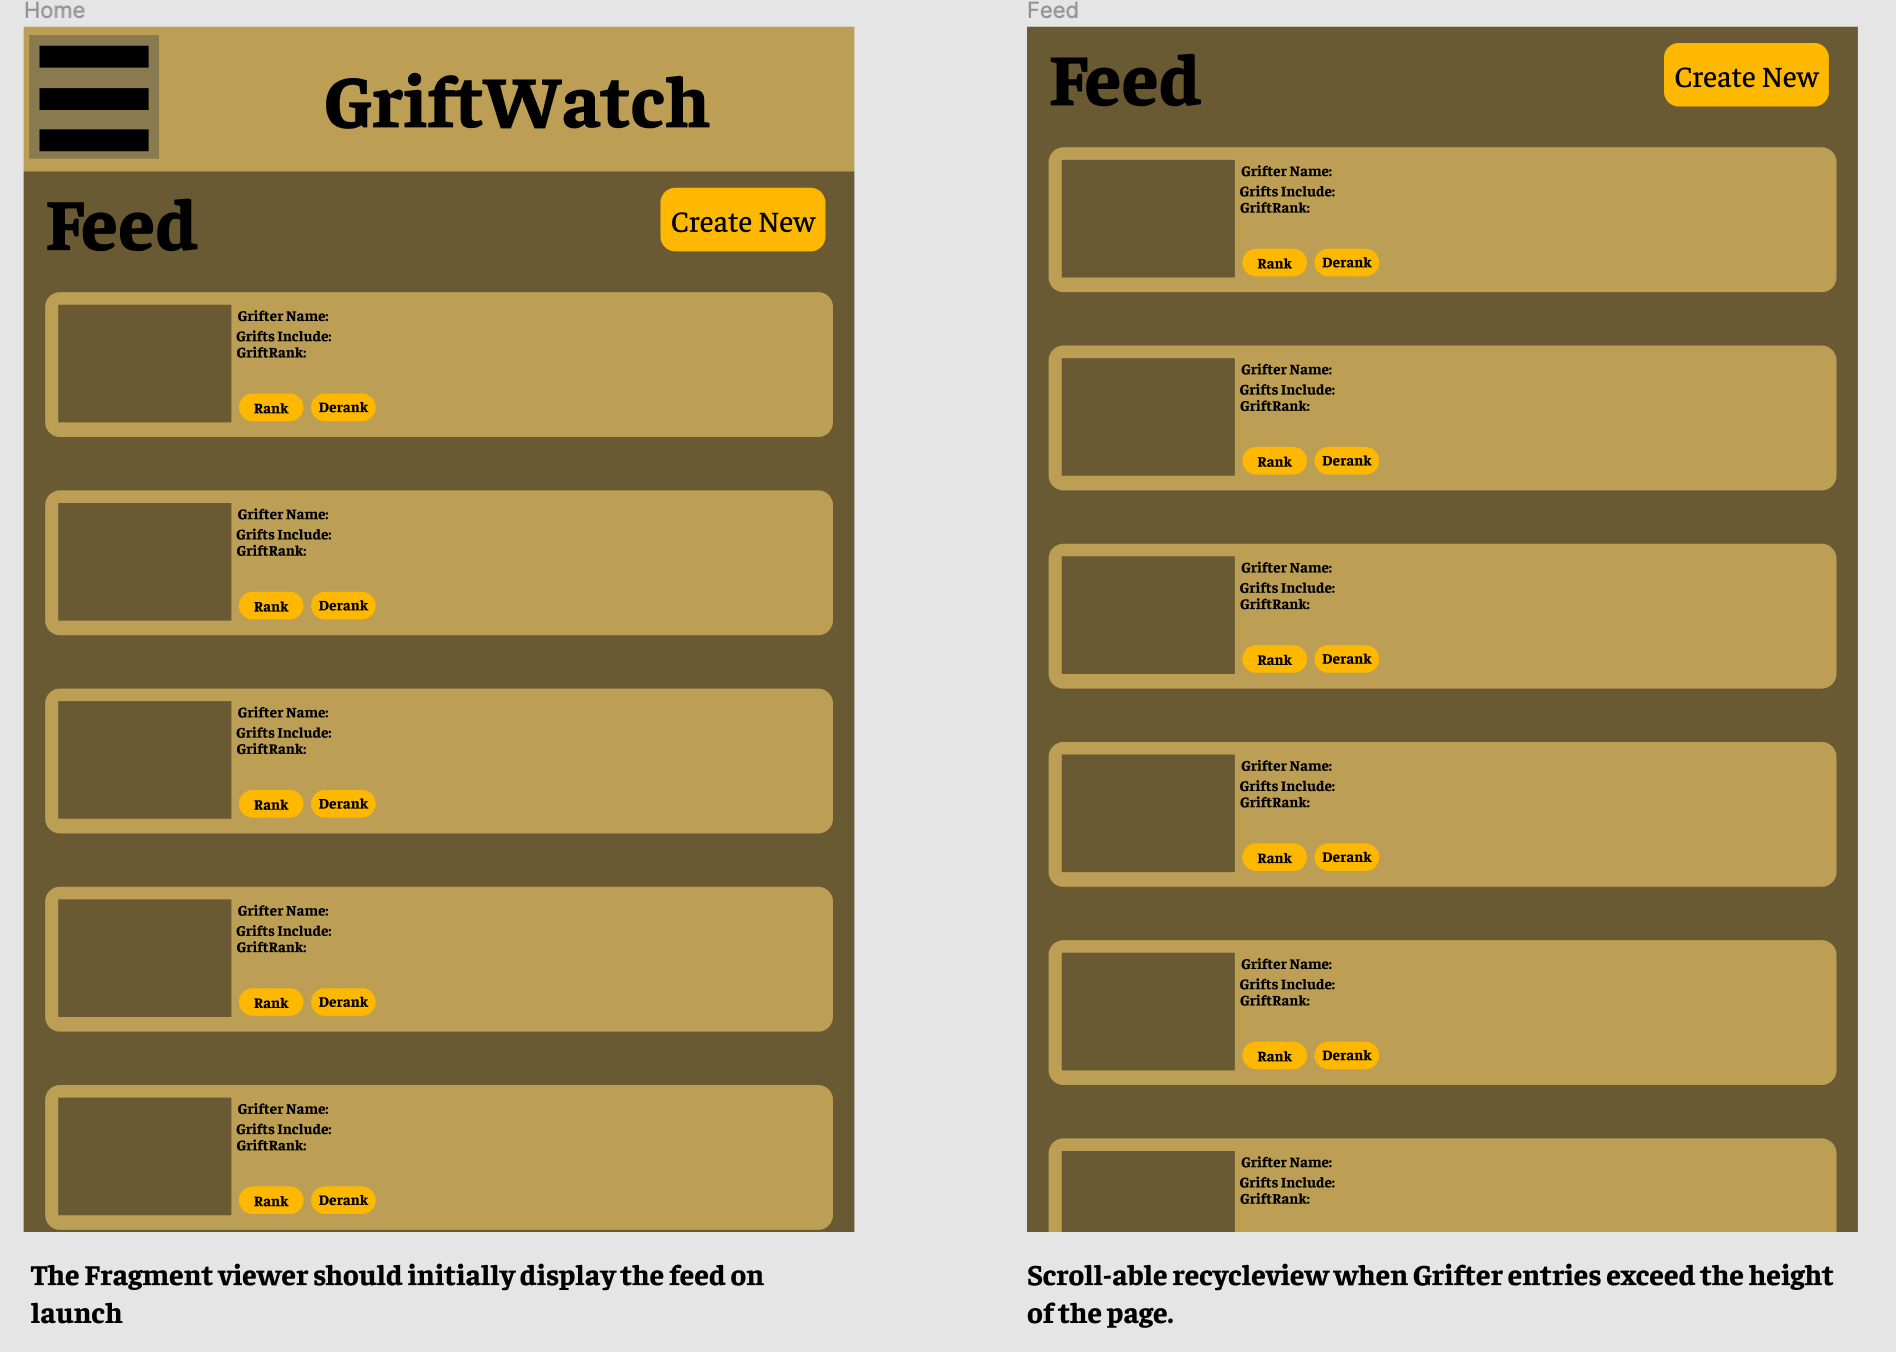 Home
GriftWatch
Feed
Create New
Grifter Name:
Grifts Include:
GriftRank:
Rank
Derank
Grifter Name:
Grifts Include:
GriftRank:
Rank
Derank
Grifter Name:
Grifts Include:
GriftRank:
Rank
Derank
Grifter Name:
Grifts Include:
GriftRank:
Rank
Derank
Grifter Name:
Grifts Include:
GriftRank:
Rank
Derank
The Fragment viewer should initially display the feed on
launch
Feed
Feed
Create New
Grifter Name:
Grifts Include:
GriftRank:
Rank
Derank
Grifter Name:
Grifts Include:
GriftRank:
Rank
Derank
Grifter Name:
Grifts Include:
GriftRank:
Rank
Derank
Grifter Name:
Grifts Include:
GriftRank:
Rank
Derank
Grifter Name:
Grifts Include:
GriftRank:
Rank
Derank
Grifter Name:
Grifts Include:
GriftRank:
Scroll-able recycleview when Grifter entries exceed the height
of the page.